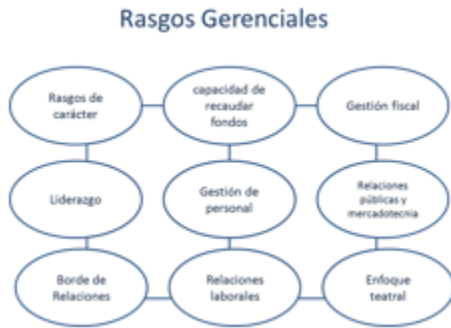 Rasgos Gerenciales
Rasgos de
carácter
capacidad de
recaudar
fondos
Gestión fiscal
Liderazgo
Gestión de
personal
Relaciones
públicas y
mercadotecnia
Borde de
Relaciones
Relaciones
laborales
Enfoque
teatral